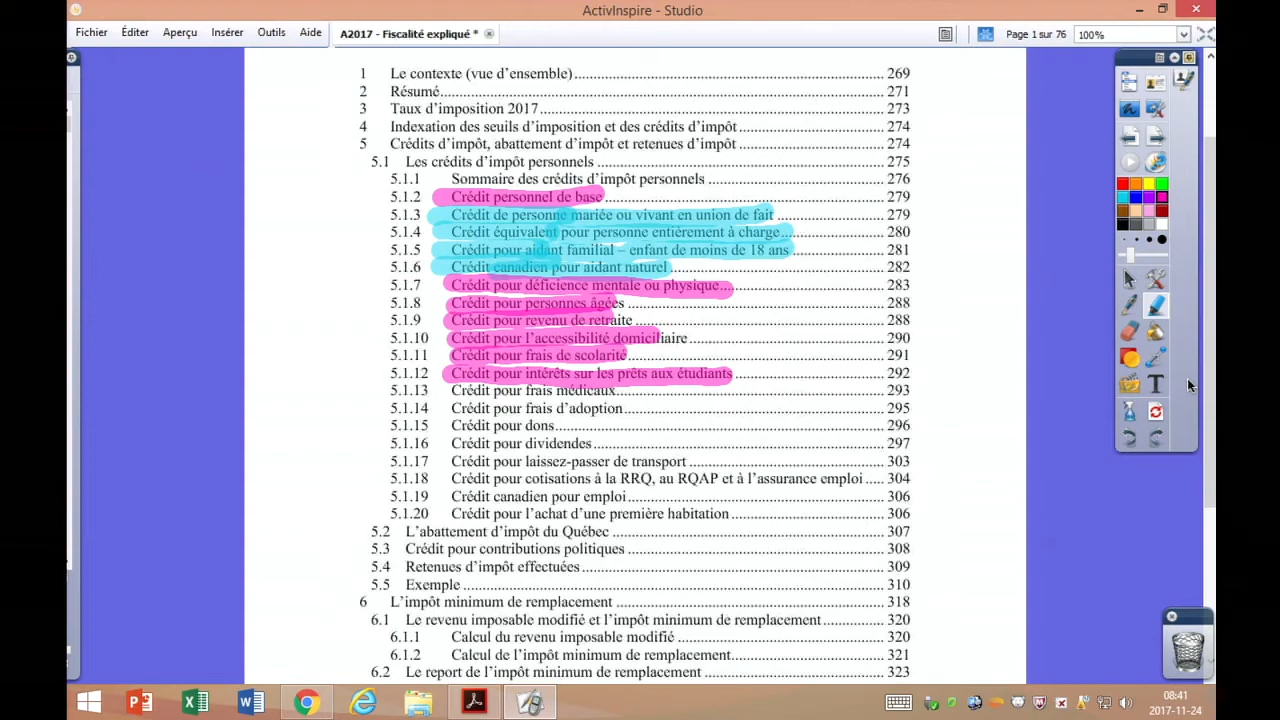 ActivInspire - Studio
Fichier Éditer Aperçu Insérer Outils Aide A2017 - Fiscalité expliqué * Page 1 sur 76 100%
1 Le contexte (vue d'ensemble) 269
2 Résumé 271
3 Taux d'imposition 2017 273
4 Indexation des seuils d'imposition et des crédits d'impôt 274
5 Crédits d'impôt, abattement d'impôt et retenues d'impôt 274
5.1 Les crédits d'impôt personnels 275
5.1.1 Sommaire des crédits d'impôt personnels 276
5.1.2 Crédit personnel de base 279
5.1.3 Crédit de personne mariée ou vivant en union de fait 279
5.1.4 Crédit équivalent pour personne entièrement à charge 280
5.1.5 Crédit pour aidant familial – enfant de moins de 18 ans 281
5.1.6 Crédit canadien pour aidant naturel 282
5.1.7 Crédit pour déficience mentale ou physique 283
5.1.8 Crédit pour personnes âgées 288
5.1.9 Crédit pour revenu de retraite 288
5.1.10 Crédit pour l'accessibilité domiciliaire 290
5.1.11 Crédit pour frais de scolarité 291
5.1.12 Crédit pour intérêts sur les prêts aux étudiants 292
5.1.13 Crédit pour frais médicaux 293
5.1.14 Crédit pour frais d'adoption 295
5.1.15 Crédit pour dons 296
5.1.16 Crédit pour dividendes 297
5.1.17 Crédit pour laissez-passer de transport 303
5.1.18 Crédit pour cotisations à la RRQ, au RQAP et à l'assurance emploi 304
5.1.19 Crédit canadien pour emploi 306
5.1.20 Crédit pour l'achat d'une première habitation 306
5.2 L'abattement d'impôt du Québec 307
5.3 Crédit pour contributions politiques 308
5.4 Retenues d'impôt effectuées 309
5.5 Exemple 310
6 L'impôt minimum de remplacement 318
6.1 Le revenu imposable modifié et l'impôt minimum de remplacement 320
6.1.1 Calcul du revenu imposable modifié 320
6.1.2 Calcul de l'impôt minimum de remplacement 321
6.2 Le report de l'impôt minimum de remplacement 323
08:41
2017-11-24